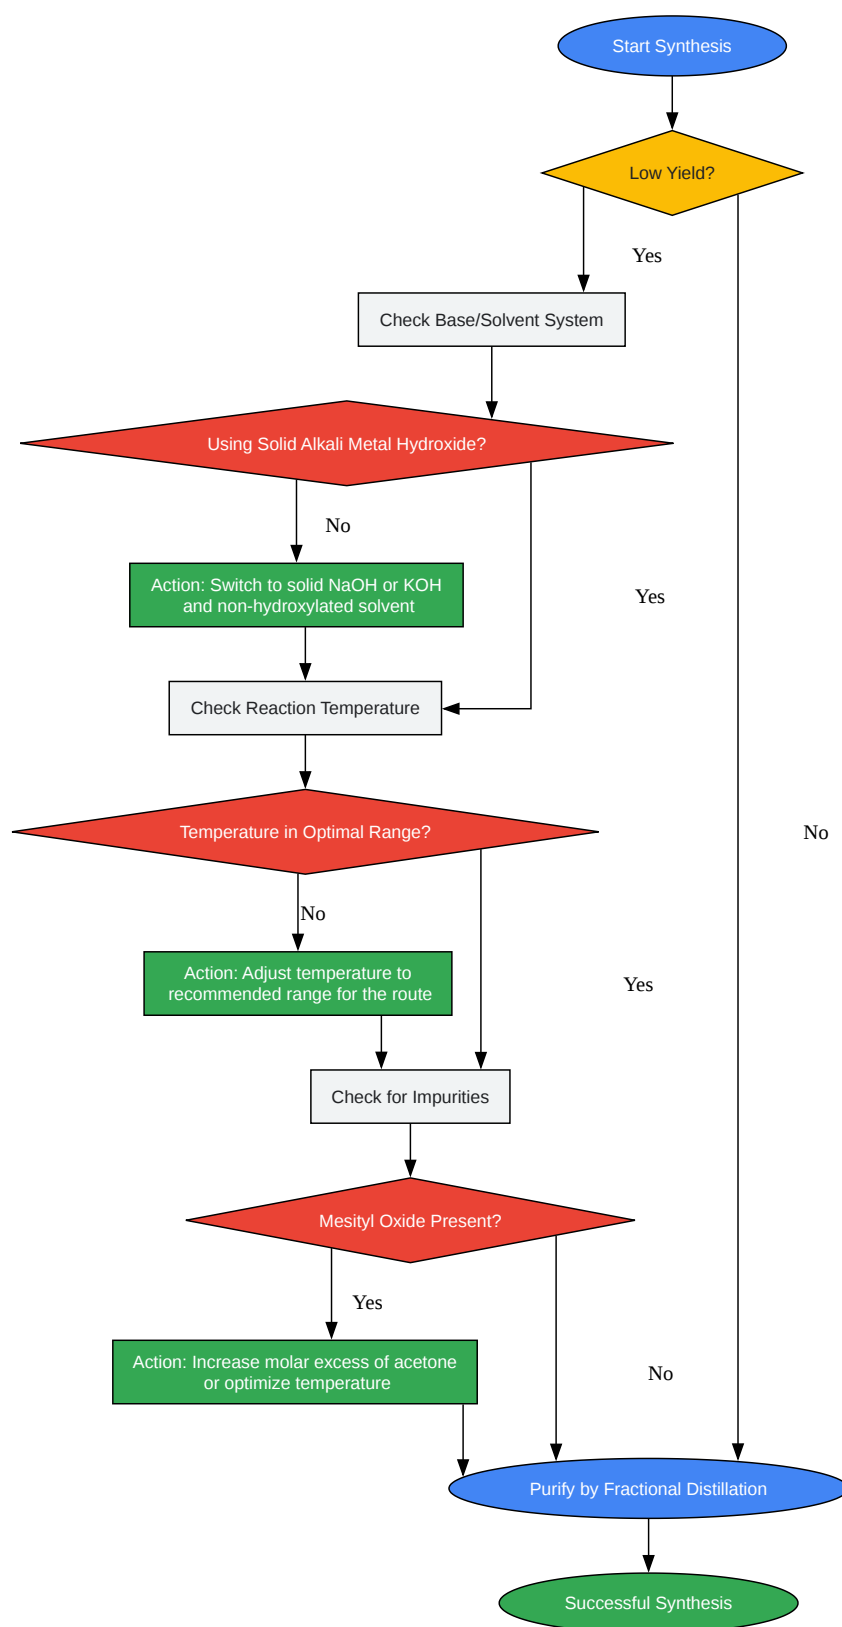 Start Synthesis
Low Yield?
Yes
Check Base/Solvent System
Using Solid Alkali Metal Hydroxide?
No
Action: Switch to solid NaOH or KOH
and non-hydroxylated solvent
Yes
Check Reaction Temperature
Temperature in Optimal Range?
No
No
Action: Adjust temperature to
recommended range for the route
Yes
Check for Impurities
Mesityl Oxide Present?
Yes
Action: Increase molar excess of acetone
or optimize temperature
No
Purify by Fractional Distillation
Successful Synthesis